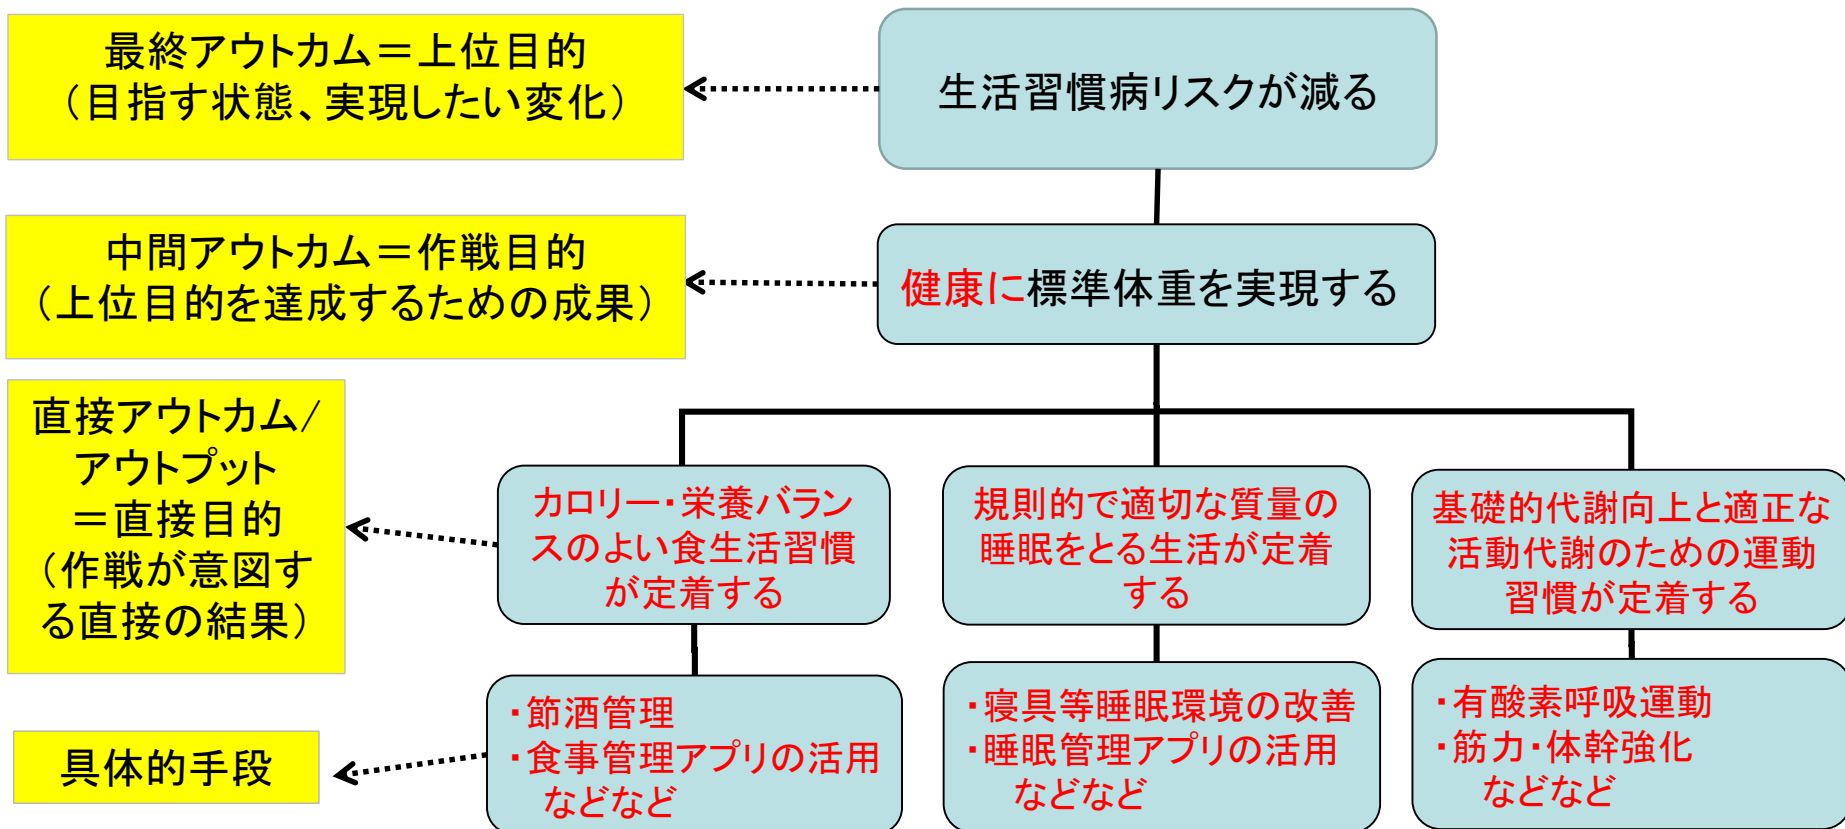 最終アウトカム＝上位目的
（目指す状態、実現したい変化）
生活習慣病リスクが減る
中間アウトカム＝作戦目的
（上位目的を達成するための成果）
健康に標準体重を実現する
直接アウトカム/
アウトプット
＝直接目的
（作戦が意図す
る直接の結果）
カロリー・栄養バラン
スのよい食生活習慣
が定着する
規則的で適切な質量の
睡眠をとる生活が定着
する
基礎的代謝向上と適正な
活動代謝のための運動
習慣が定着する
具体的手段
・節酒管理
・食事管理アプリの活用
などなど
・寝具等睡眠環境の改善
・睡眠管理アプリの活用
などなど
・有酸素呼吸運動
・筋力・体幹強化
などなど